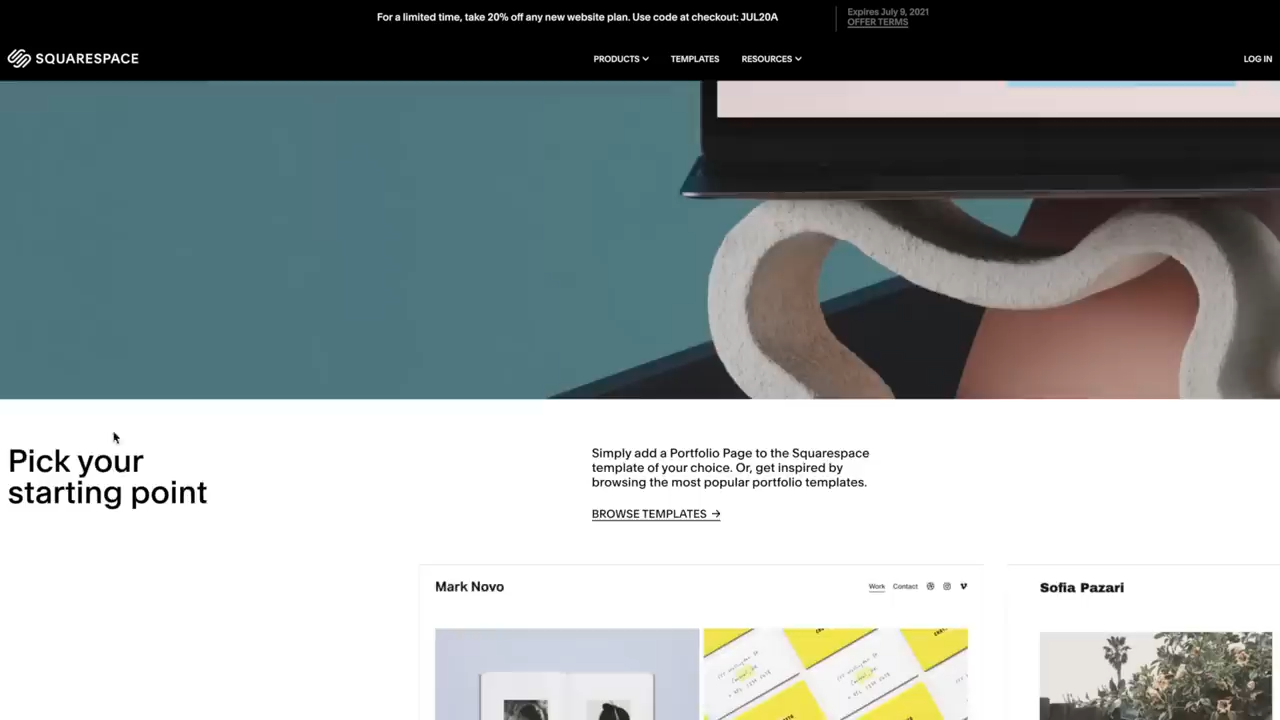 For a limited time, take 20% off any new website plan. Use code at checkout: JUL20A
Expires July 9, 2021
OFFER TERMS
SQUARESPACE
PRODUCTS
TEMPLATES
RESOURCES
LOG IN
Pick your
starting point
Simply add a Portfolio Page to the Squarespace
template of your choice. Or, get inspired by
browsing the most popular portfolio templates.
BROWSE TEMPLATES →
Mark Novo
Work
Contact
Sofia Pazari